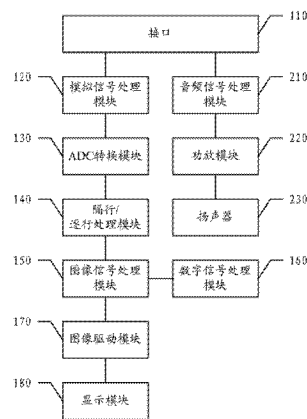 110
接口
120
210
模拟信号处理
模块
音频信号处理
模块
130
220
ADC转换模块
功放模块
140
230
隔行/
逐行处理模块
扬声器
150
160
图像信号处理
模块
数字信号处理
模块
170
图像驱动模块
180
显示模块